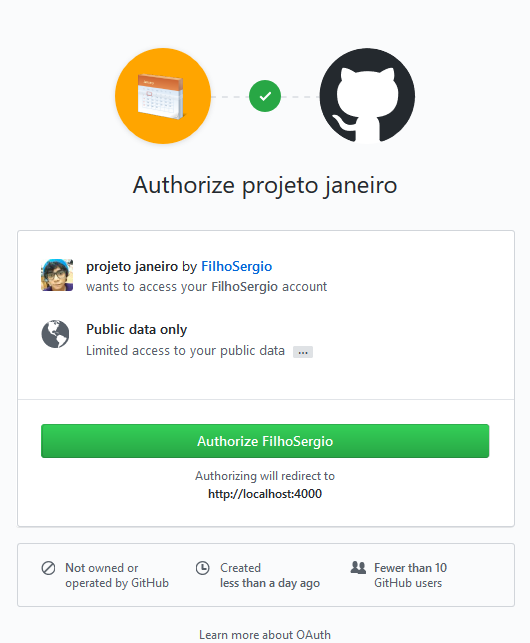 Authorize projeto janeiro
projeto janeiro by FilhoSergio
wants to access your FilhoSergio account
Public data only
Limited access to your public data ...
Authorize FilhoSergio
Authorizing will redirect to
http://localhost:4000
Not owned or
operated by GitHub
Created
less than a day ago
Fewer than 10
GitHub users
Learn more about OAuth